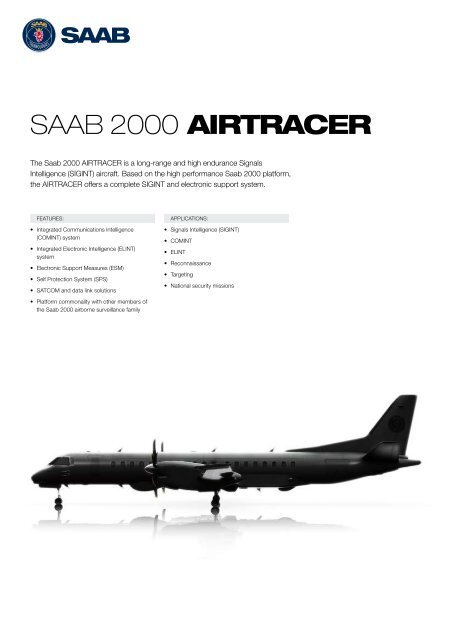 SAAB
SAAB 2000 AIRTRACER
The Saab 2000 AIRTRACER is a long-range and high endurance Signals
Intelligence (SIGINT) aircraft. Based on the high performance Saab 2000 platform,
the AIRTRACER offers a complete SIGINT and electronic support system.
FEATURES:
• Integrated Communications Intelligence
(COMINT) system
• Integrated Electronic Intelligence (ELINT)
system
• Electronic Support Measures (ESM)
• Self Protection System (SPS)
• SATCOM and data link solutions
• Platform commonality with other members of
the Saab 2000 airborne surveillance family
APPLICATIONS:
• Signals Intelligence (SIGINT)
• COMINT
• ELINT
• Reconnaissance
• Targeting
• National security missions